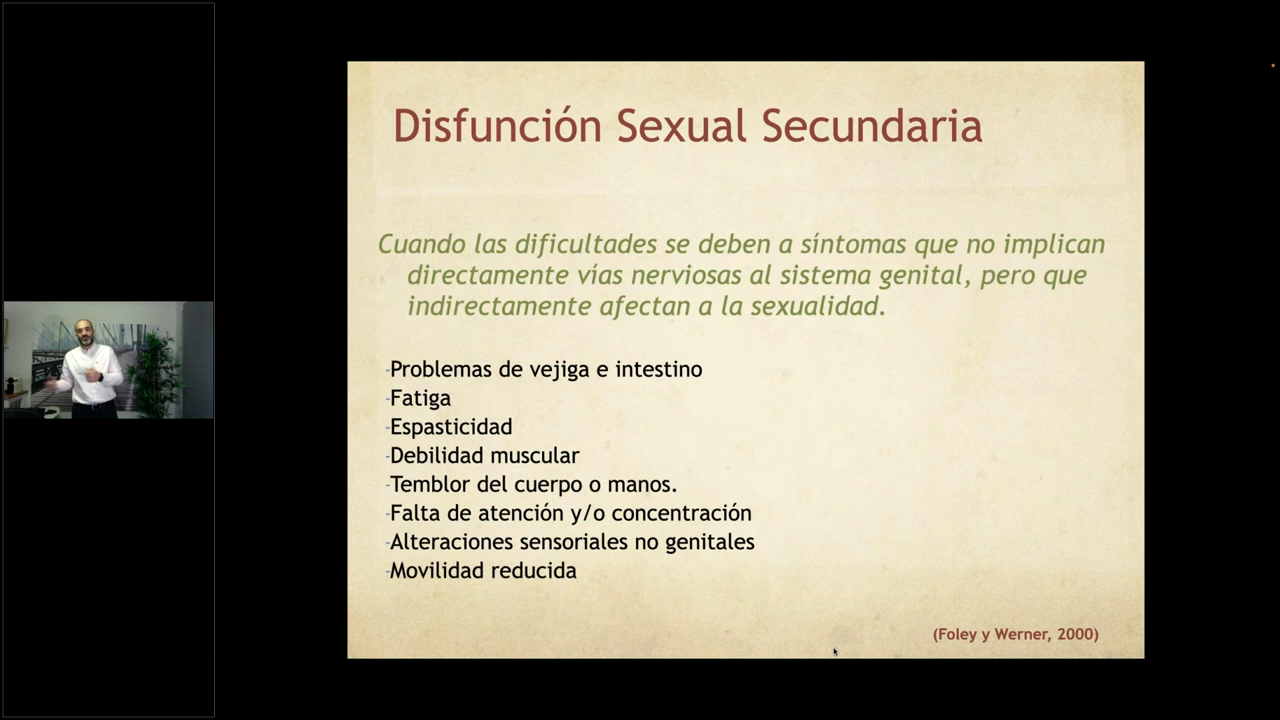 Disfunción Sexual Secundaria
Cuando las dificultades se deben a síntomas que no implican
directamente vías nerviosas al sistema genital, pero que
indirectamente afectan a la sexualidad.
-Problemas de vejiga e intestino
-Fatiga
-Espasticidad
-Debilidad muscular
-Temblor del cuerpo o manos.
-Falta de atención y/o concentración
-Alteraciones sensoriales no genitales
-Movilidad reducida
(Foley y Werner, 2000)